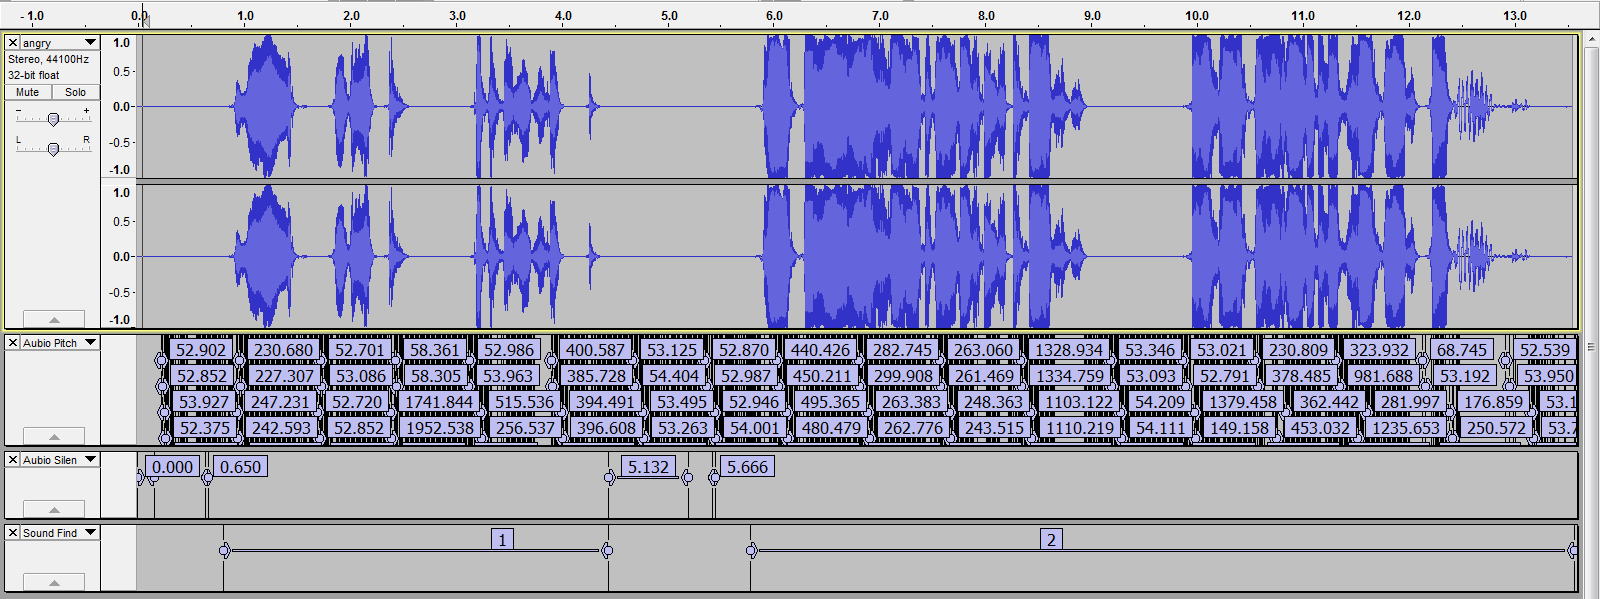 - 1.0 0.0 1.0 2.0 3.0 4.0 5.0 6.0 7.0 8.0 9.0 10.0 11.0 12.0 13.0
angry
Stereo, 44100Hz
32-bit float
Mute Solo
- +
L R
1.0
0.5
0.0
-0.5
-1.0
1.0
0.5
0.0
-0.5
-1.0
Aubio Pitch
52.902 230.680 52.701 58.361 52.986 400.587 53.125 52.870 440.426 282.745 263.060 1328.934 53.346 53.021 230.809 323.932 68.745 52.539
52.852 227.307 53.086 58.305 53.963 385.728 54.404 52.987 450.211 299.908 261.469 1334.759 53.093 52.791 378.485 981.688 53.192 53.950
53.927 247.231 52.720 1741.844 515.536 394.491 53.495 52.946 495.365 263.383 248.363 1103.122 54.209 1379.458 362.442 281.997 176.859 53.1
52.375 242.593 52.852 1952.538 256.537 396.608 53.263 54.001 480.479 262.776 243.515 1110.219 54.111 149.158 453.032 1235.653 250.572 53.7
Aubio Silen
0.000 0.650 5.132 5.666
Sound Find
1 2